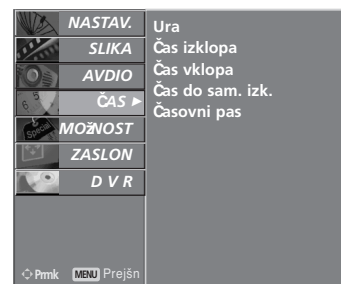 NASTAV.
SLIKA
AVDIO
ČAS ►
MOŽNOST
ZASLON
D V R
Prmk MENU Prejšn
Ura
Čas izklopa
Čas vklopa
Čas do sam. izk.
Časovni pas